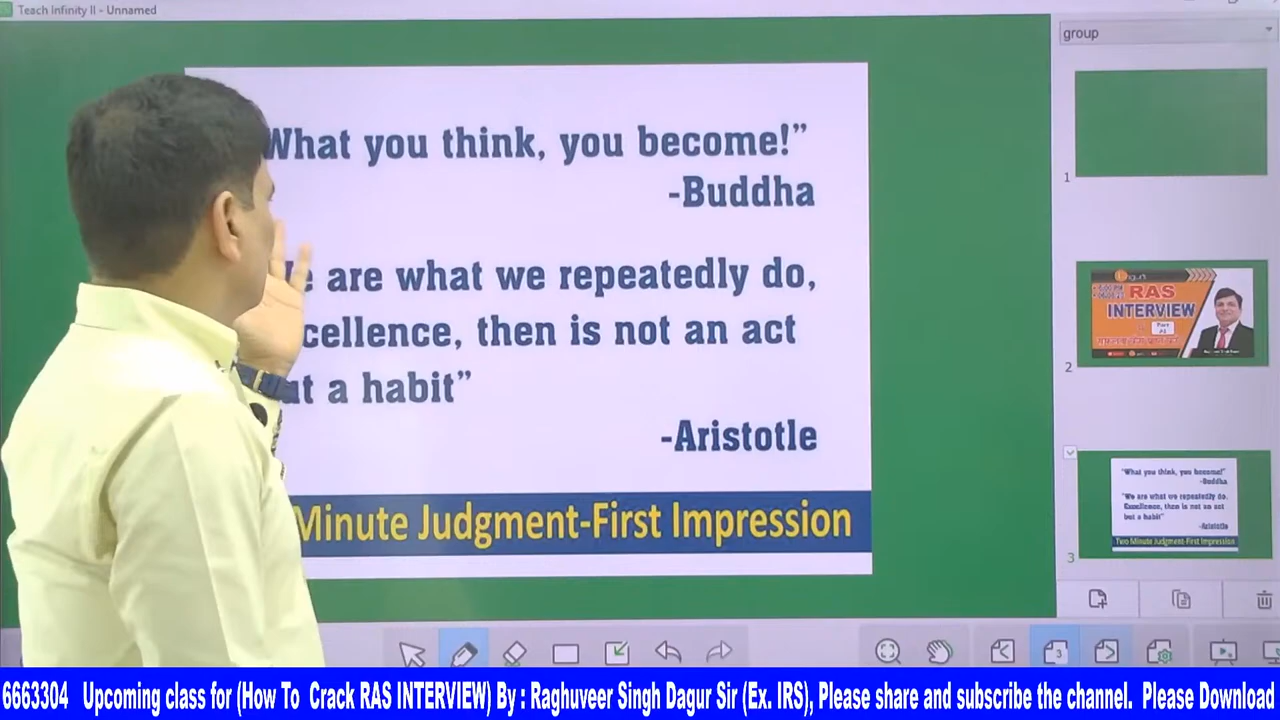 Teach Infinity II - Unnamed
group
What you think, you become!”
-Buddha
We are what we repeatedly do,
cellence, then is not an act
ut a habit”
-Aristotle
Minute Judgment-First Impression
1
RAS
INTERVIEW
2
“What you think, you become!”
-Buddha
“We are what we repeatedly do,
Excellence, then is not an act
but a habit”
-Aristotle
Two Minute Judgment-First Impression
3
3
6663304 Upcoming class for (How To Crack RAS INTERVIEW) By : Raghuveer Singh Dagur Sir (Ex. IRS), Please share and subscribe the channel. Please Download